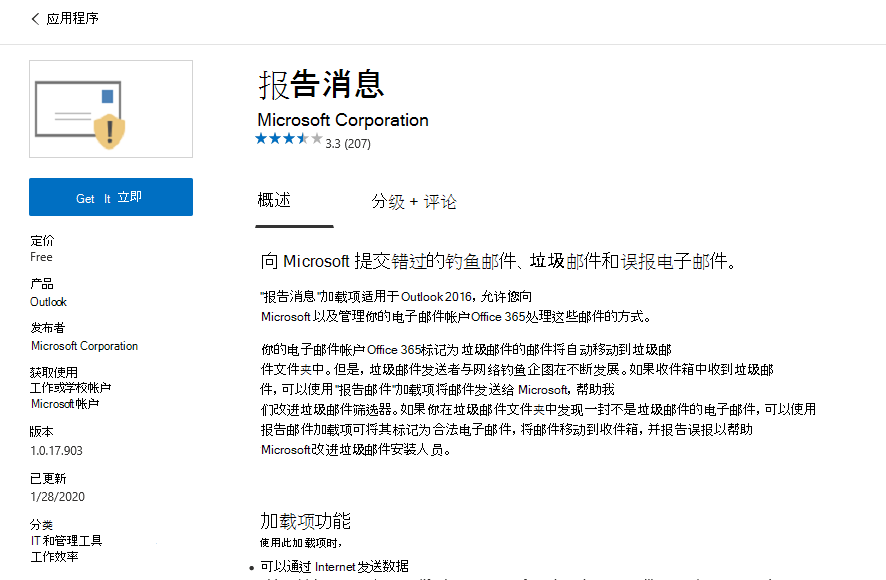 应用程序
报告消息
Microsoft Corporation
3.3 (207)
Get It 立即
概述
分级 + 评论
定价
Free
产品
Outlook
发布者
Microsoft Corporation
获取使用
工作或学校帐户
Microsoft 帐户
版本
1.0.17.903
已更新
1/28/2020
分类
IT 和管理工具
工作效率
向 Microsoft 提交错过的钓鱼邮件、垃圾邮件和误报电子邮件。
"报告消息"加载项适用于 Outlook 2016，允许您向
Microsoft 以及管理你的电子邮件帐户Office 365处理这些邮件的方式。
你的电子邮件帐户Office 365标记为垃圾邮件的邮件将自动移动到垃圾邮
件文件夹中。但是，垃圾邮件发送者与网络钓鱼企图在不断发展。如果收件箱中收到垃圾邮
件，可以使用"报告邮件"加载项将邮件发送给 Microsoft，帮助我
们改进垃圾邮件筛选器。如果你在垃圾邮件文件夹中发现一封不是垃圾邮件的电子邮件，可以使用
报告邮件加载项可将其标记为合法电子邮件，将邮件移动到收件箱，并报告误报以帮助
Microsoft改进垃圾邮件安装人员。
加载项功能
使用此加载项时，
• 可以通过 Internet 发送数据